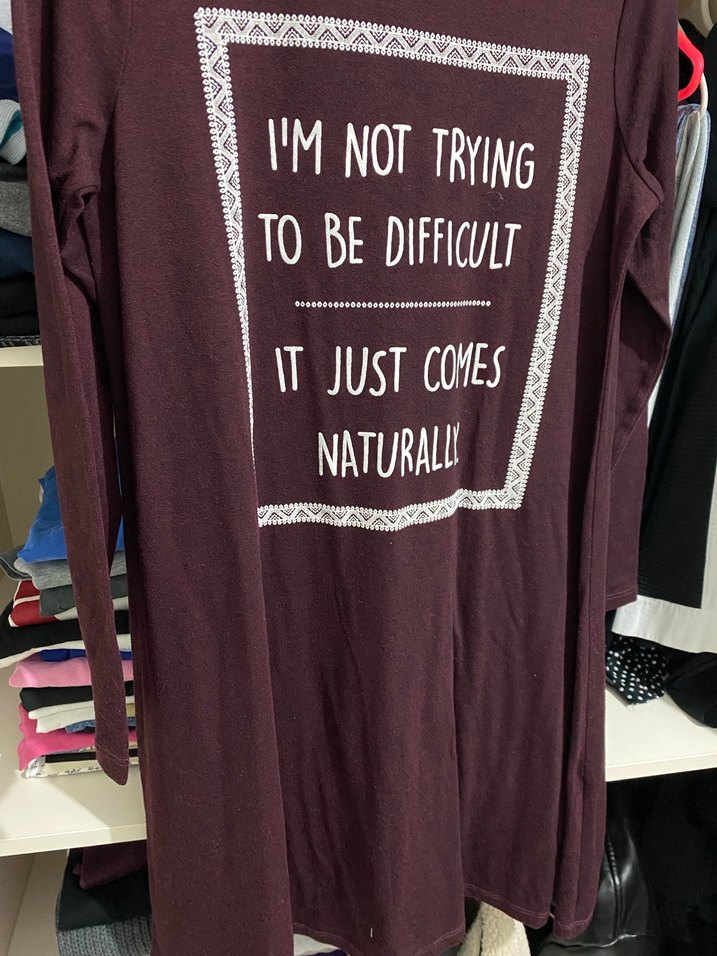 I'M NOT TRYING
TO BE DIFFICULT
IT JUST COMES
NATURALLY.